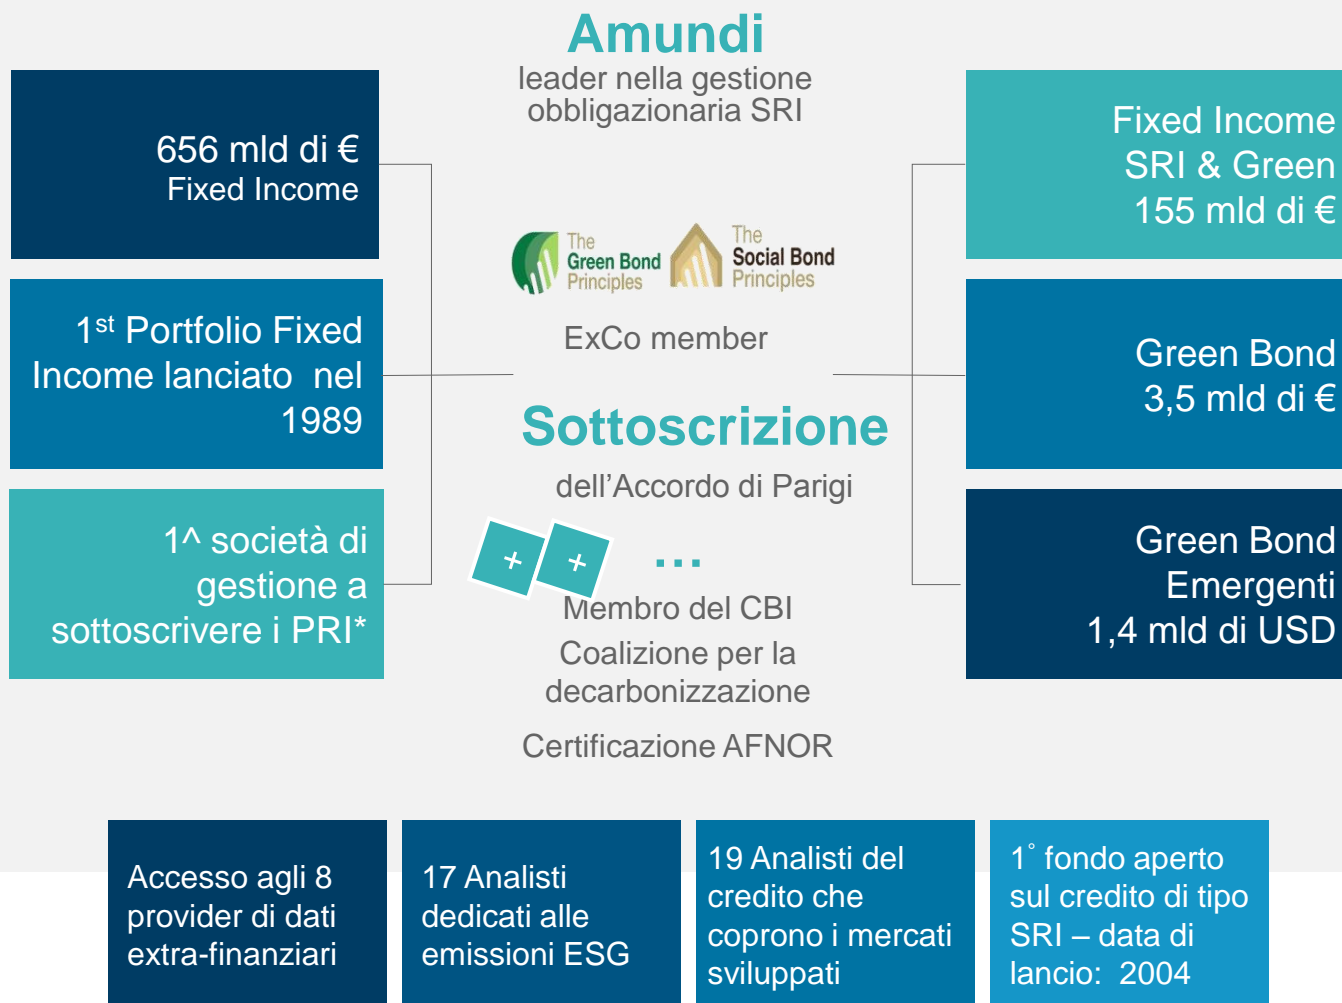 Amundi
leader nella gestione
obbligazionaria SRI
656 mld di €
Fixed Income
1st Portfolio Fixed
Income lanciato nel
1989
1^ società di
gestione a
sottoscrivere i PRI*
The
Green Bond
Principles
The
Social Bond
Principles
ExCo member
Sottoscrizione
dell’Accordo di Parigi
+ +
...
Membro del CBI
Coalizione per la
decarbonizzazione
Certificazione AFNOR
Fixed Income
SRI & Green
155 mld di €
Green Bond
3,5 mld di €
Green Bond
Emergenti
1,4 mld di USD
Accesso agli 8
provider di dati
extra-finanziari
17 Analisti
dedicati alle
emissioni ESG
19 Analisti del
credito che
coprono i mercati
sviluppati
1° fondo aperto
sul credito di tipo
SRI – data di
lancio: 2004